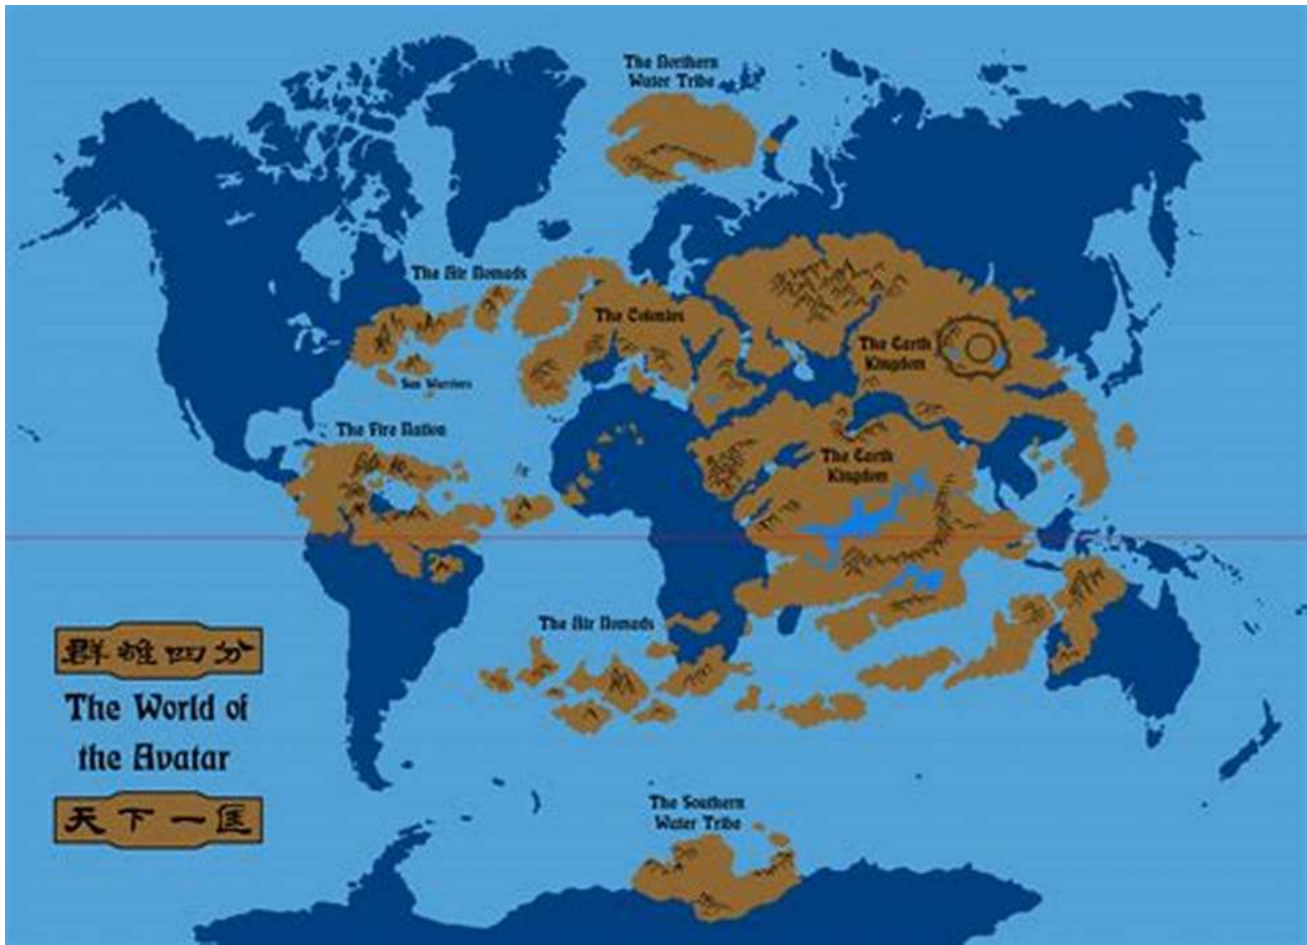 The Northern
Water Tribe
The Air Nomads
The Colonies
The Earth
Kingdom
Sun Warriors
The Fire Nation
The Earth
Kingdom
The Air Nomads
群雄四分
The World of
the Avatar
天下一匡
The Southern
Water Tribe